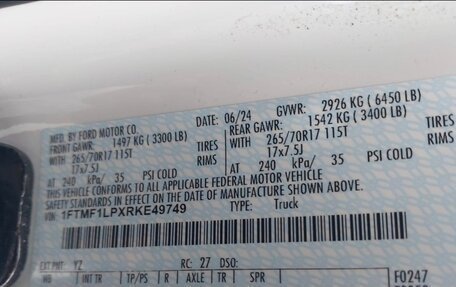 MFD. BY FORD MOTOR CO.
DATE: 06/24 GVWR: 2926 KG ( 6450 LB)
FRONT GAWR: 1497 KG ( 3300 LB) REAR GAWR: 1542 KG ( 3400 LB)
WITH 265/70R17 115T TIRES WITH 265/70R17 115T TIRES
17x7.5J RIMS 17x7.5J RIMS
AT 240 kPa/ 35 PSI COLD AT 240 kPa/ 35 PSI COLD
THIS VEHICLE CONFORMS TO ALL APPLICABLE FEDERAL MOTOR VEHICLE
SAFETY STANDARDS IN EFFECT ON THE DATE OF MANUFACTURE SHOWN ABOVE.
VIN: 1FTMF1LPXRKE49749 TYPE: Truck
EXT PNT: YZ RC: 27 DSO:
WB INT TR TP/PS R AXLE TR SPR
F0247